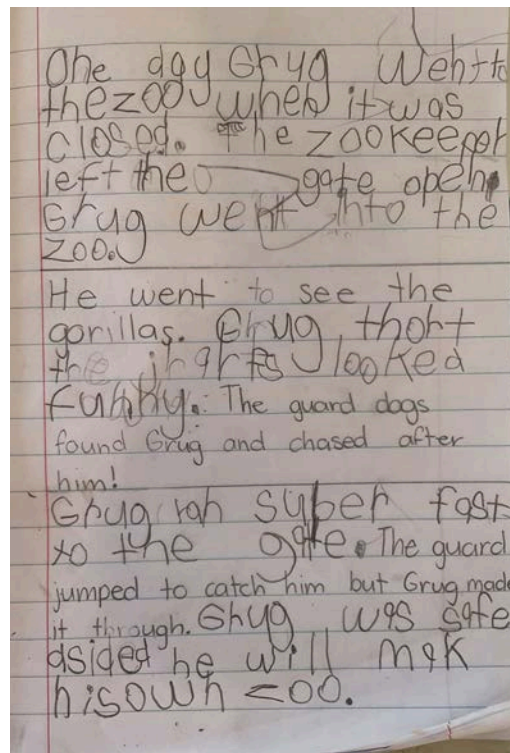 One day Grug Went to
the zoo when it was
closed. The zookeeper
left the gate open.
Grug went into the
zoo.
He went to see the
gorillas. Grug thort
the looked
funny. The guard dogs
found Grug and chased after
him!
Grug ran super fast
to the gate. The guard
jumped to catch him but Grug made
it through. Grug was safe
dsided he will mak
his own zoo.